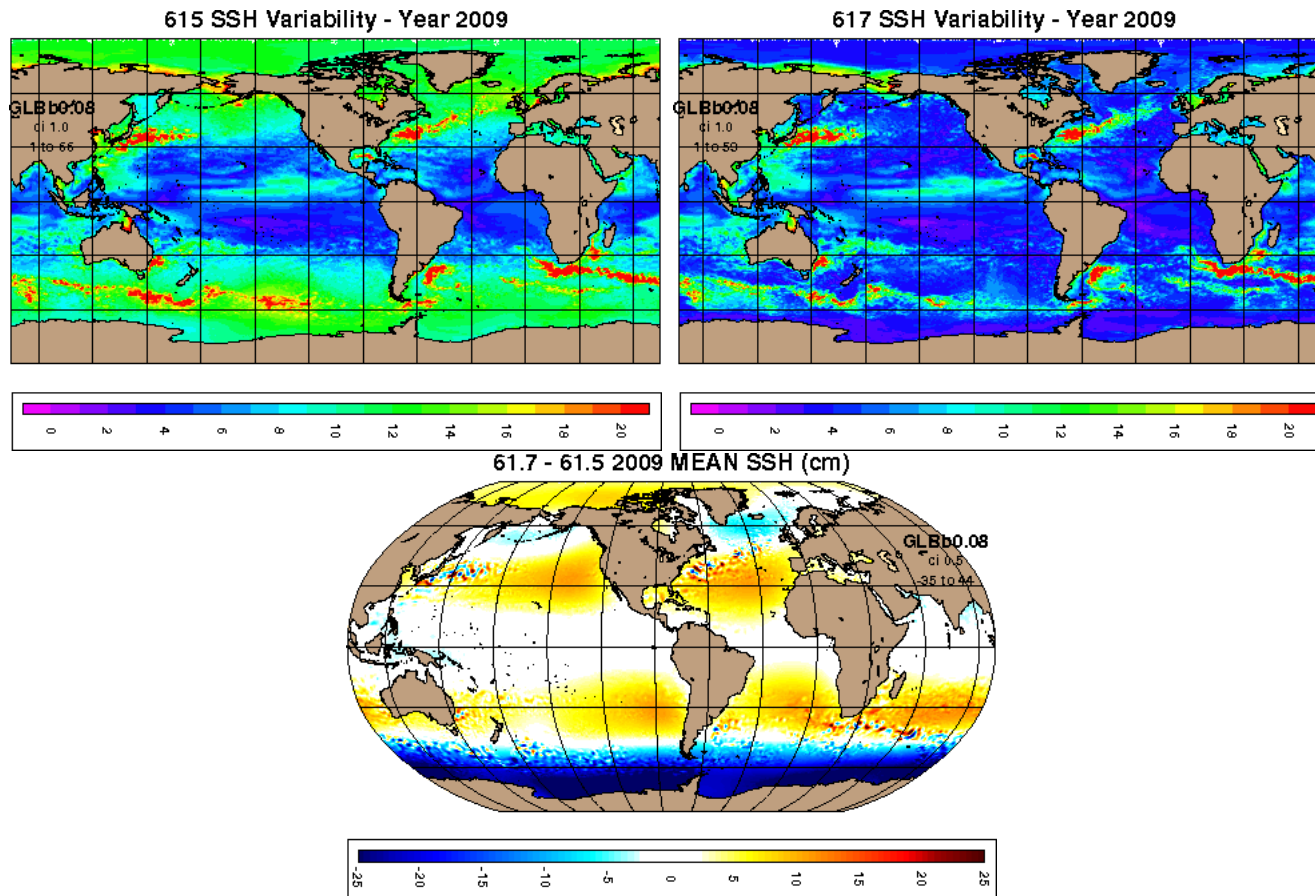 615 SSH Variability - Year 2009
617 SSH Variability - Year 2009
GLBb0.08
ci 1.0
1 to 66
GLBb0.08
ci 1.0
1 to 59
0 2 4 6 8 10 12 14 16 18 20
0 2 4 6 8 10 12 14 16 18 20
61.7 - 61.5 2009 MEAN SSH (cm)
GLBb0.08
ci 0.5
-35 to 44
-25 -20 -15 -10 -5 0 5 10 15 20 25